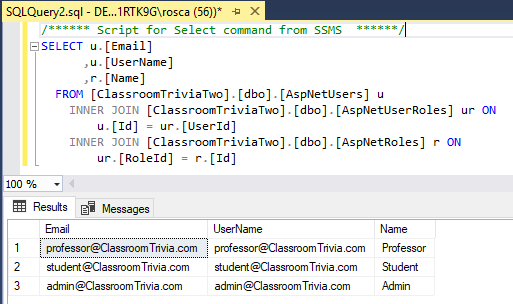 SQLQuery2.sql - DE...1RTK9G\rosca (56))*
/****** Script for Select command from SSMS ******/
SELECT u.[Email]
,u.[UserName]
,r.[Name]
FROM [ClassroomTriviaTwo].[dbo].[AspNetUsers] u
INNER JOIN [ClassroomTriviaTwo].[dbo].[AspNetUserRoles] ur ON
u.[Id] = ur.[UserId]
INNER JOIN [ClassroomTriviaTwo].[dbo].[AspNetRoles] r ON
ur.[RoleId] = r.[Id]
100 %
Results Messages
Email UserName Name
1 professor@ClassroomTrivia.com professor@ClassroomTrivia.com Professor
2 student@ClassroomTrivia.com student@ClassroomTrivia.com Student
3 admin@ClassroomTrivia.com admin@ClassroomTrivia.com Admin